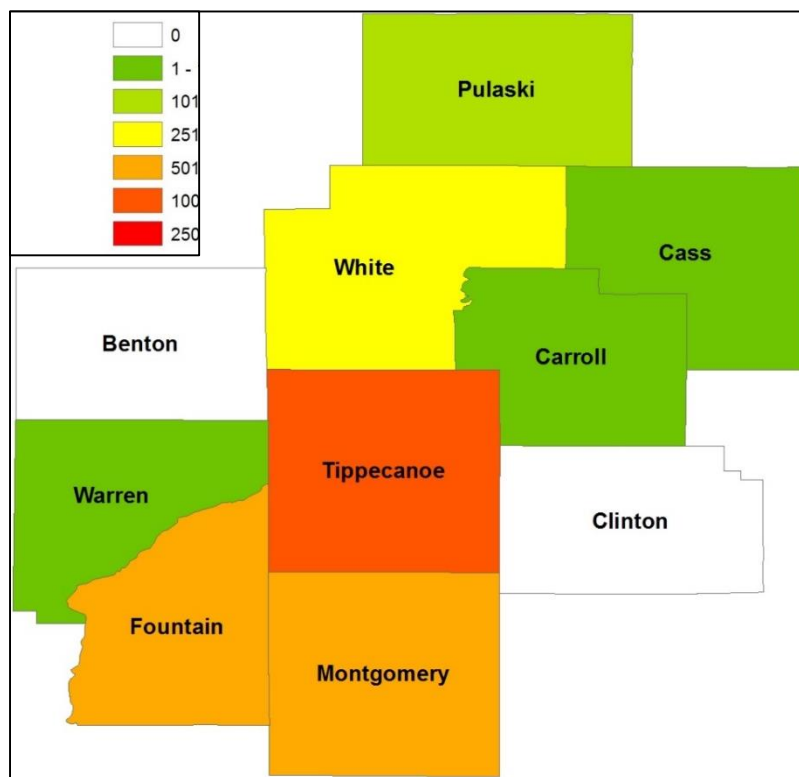 0
1 -
101
251
501
100
250
Pulaski
White
Cass
Benton
Carroll
Tippecanoe
Warren
Clinton
Fountain
Montgomery